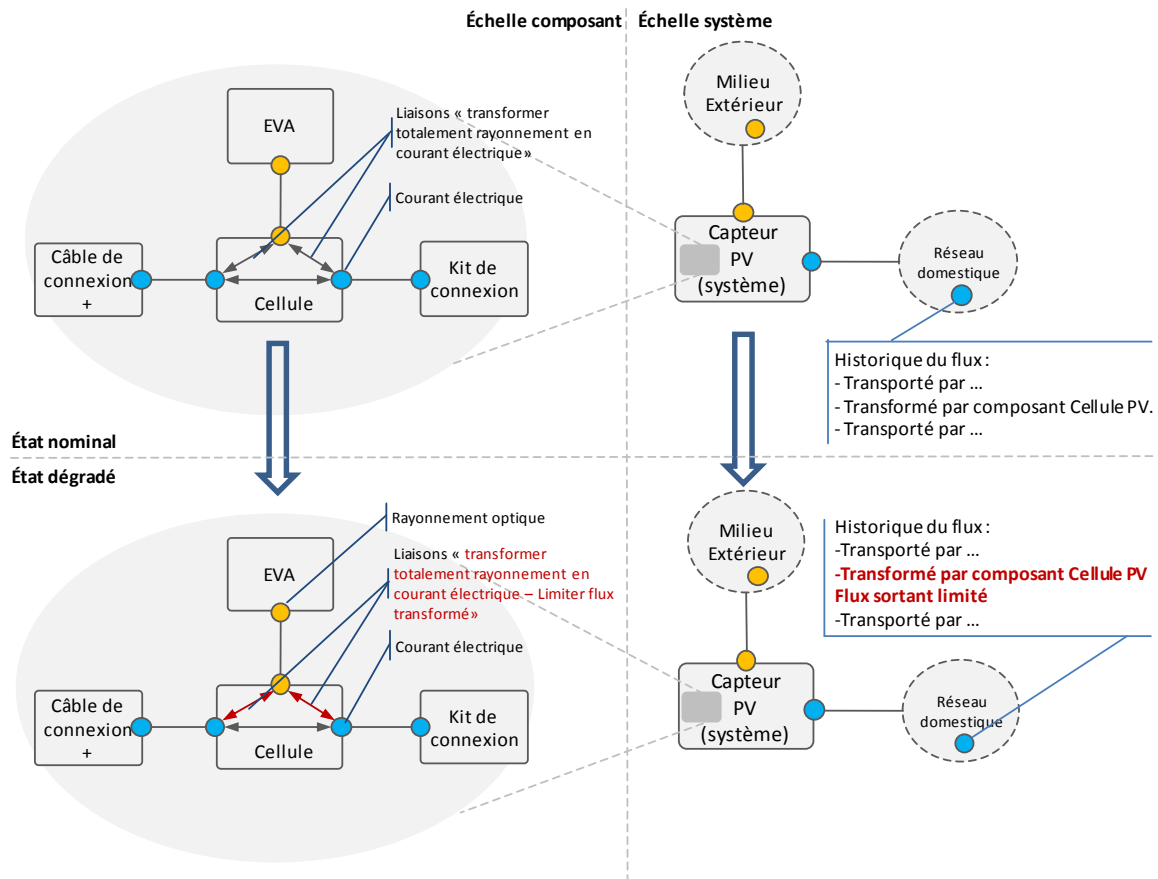 Échelle composant
Échelle système
EVA
Liaisons « transformer
totalement rayonnement en
courant électrique»
Courant électrique
Câble de
connexion
+
Cellule
Kit de
connexion
Milieu
Extérieur
Capteur
PV
(système)
Réseau
domestique
Historique du flux :
- Transporté par ...
- Transformé par composant Cellule PV.
- Transporté par ...
État nominal
État dégradé
Rayonnement optique
EVA
Liaisons « transformer
totalement rayonnement en
courant électrique – Limiter flux
transformé»
Courant électrique
Câble de
connexion
+
Cellule
Kit de
connexion
Milieu
Extérieur
Capteur
PV
(système)
Réseau
domestique
Historique du flux :
-Transporté par ...
-Transformé par composant Cellule PV
Flux sortant limité
-Transporté par ...